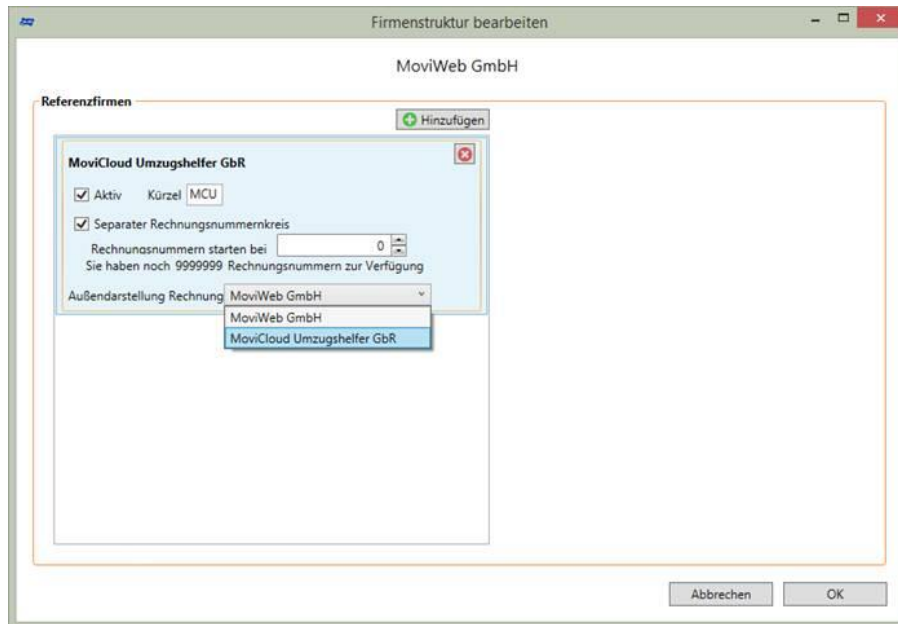 Firmenstruktur bearbeiten
MoviWeb GmbH
Referenzfirmen
Hinzufügen
MoviCloud Umzugshelfer GbR
Aktiv Kürzel MCU
Separater Rechnungsnummernkreis
Rechnungsnummern starten bei 0
Sie haben noch 9999999 Rechnungsnummern zur Verfügung
Außendarstellung Rechnung MoviWeb GmbH
MoviWeb GmbH
MoviCloud Umzugshelfer GbR
Abbrechen OK